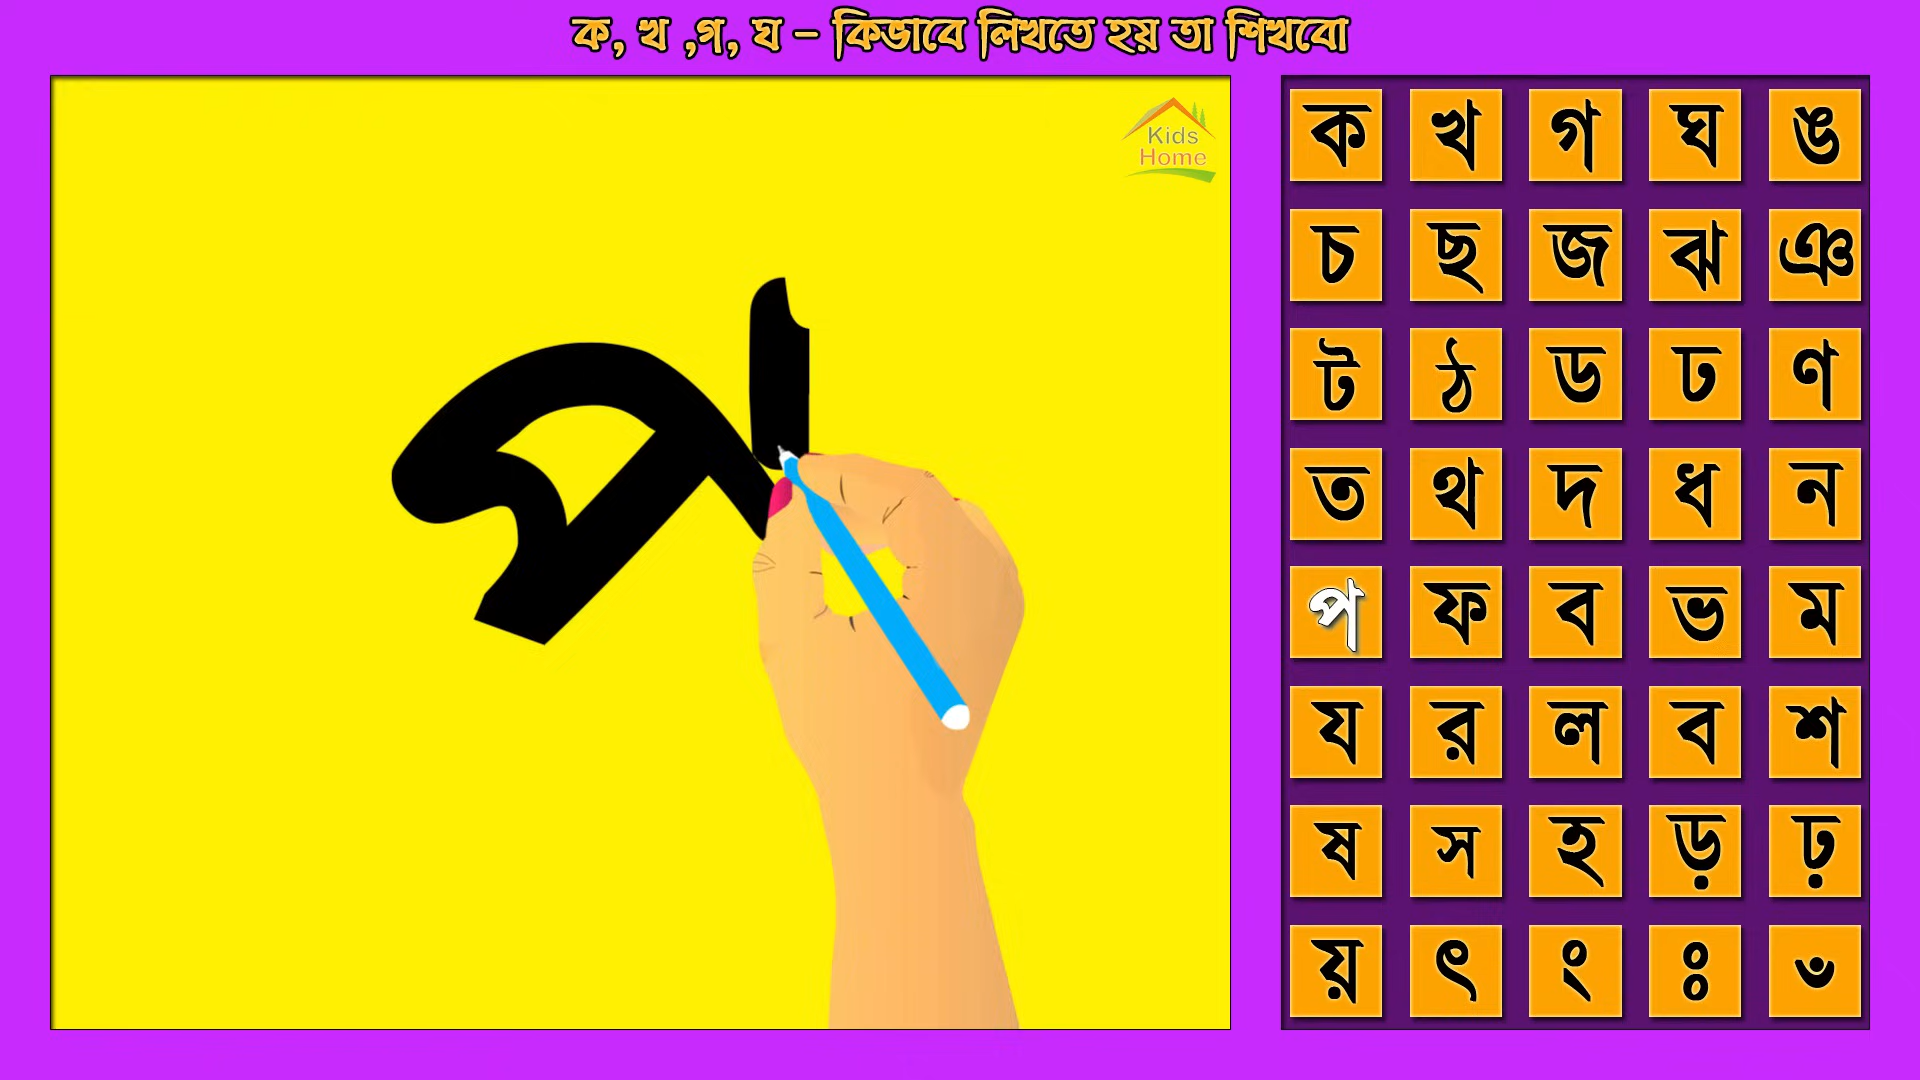 ক, খ ,গ, ঘ – কিভাবে লিখতে হয় তা শিখবো
Kids
Home
ক খ গ ঘ ঙ
চ ছ জ ঝ ঞ
ট ঠ ড ঢ ণ
ত থ দ ধ ন
প ফ ব ভ ম
য র ল ব শ
ষ স হ ড় ঢ়
য় ৎ ং ঃ ঁ